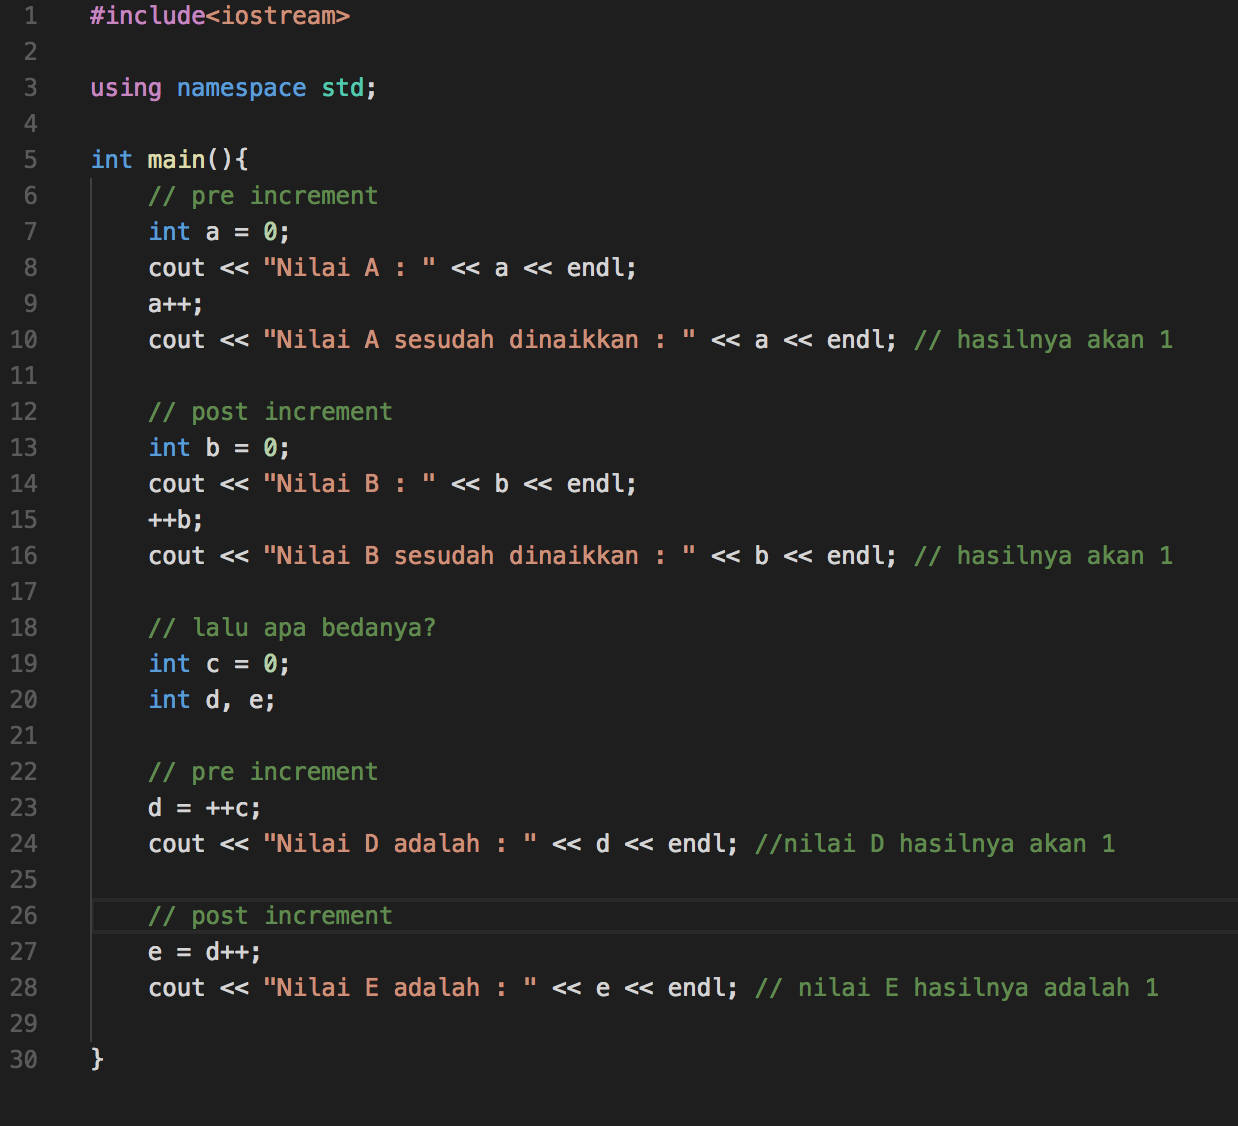 1 #include<iostream>
2
3 using namespace std;
4
5 int main(){
6 // pre increment
7 int a = 0;
8 cout << "Nilai A : " << a << endl;
9 a++;
10 cout << "Nilai A sesudah dinaikkan : " << a << endl; // hasilnya akan 1
11
12 // post increment
13 int b = 0;
14 cout << "Nilai B : " << b << endl;
15 ++b;
16 cout << "Nilai B sesudah dinaikkan : " << b << endl; // hasilnya akan 1
17
18 // lalu apa bedanya?
19 int c = 0;
20 int d, e;
21
22 // pre increment
23 d = ++c;
24 cout << "Nilai D adalah : " << d << endl; //nilai D hasilnya akan 1
25
26 // post increment
27 e = d++;
28 cout << "Nilai E adalah : " << e << endl; // nilai E hasilnya adalah 1
29
30 }